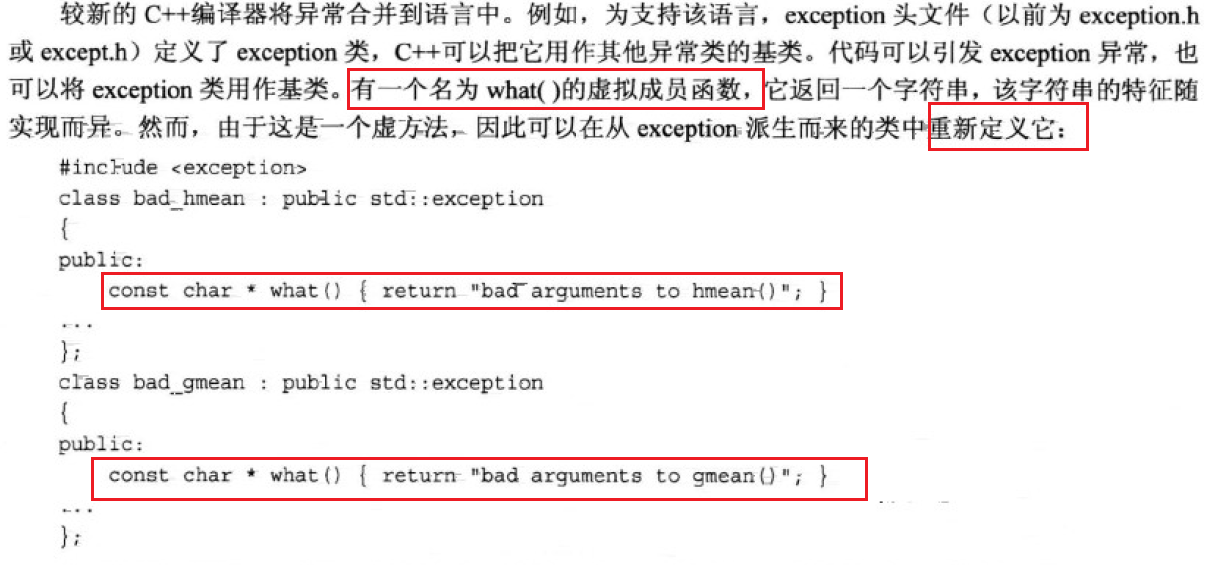 较新的 C++编译器将异常合并到语言中。例如，为支持该语言，exception 头文件（以前为 exception.h
或 except.h）定义了 exception 类，C++可以把它用作其他异常类的基类。代码可以引发 exception 异常，也
可以将 exception 类用作基类。有一个名为 what( )的虚拟成员函数，它返回一个字符串，该字符串的特征随
实现而异。然而，由于这是一个虚方法，因此可以在从 exception 派生而来的类中重新定义它：
#include <exception>
class bad_hmean : public std::exception
{
public:
const char * what() { return "bad arguments to hmean()"; }
...
};
class bad_gmean : public std::exception
{
public:
const char * what() { return "bad arguments to gmean()"; }
...
};